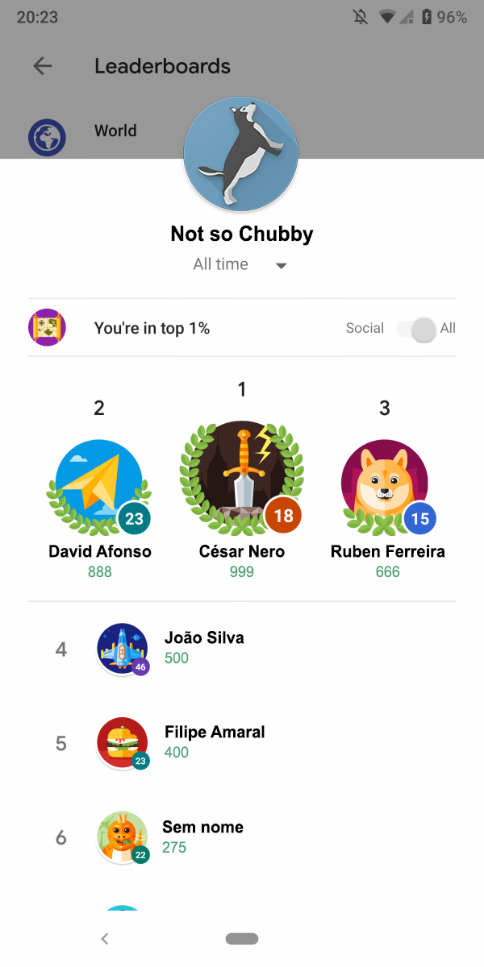 20:23
96%
Leaderboards
World
Not so Chubby
All time
You're in top 1%
Social
All
1
2
3
23
18
15
David Afonso
César Nero
Ruben Ferreira
888
999
666
4
46
João Silva
500
5
23
Filipe Amaral
400
6
22
Sem nome
275